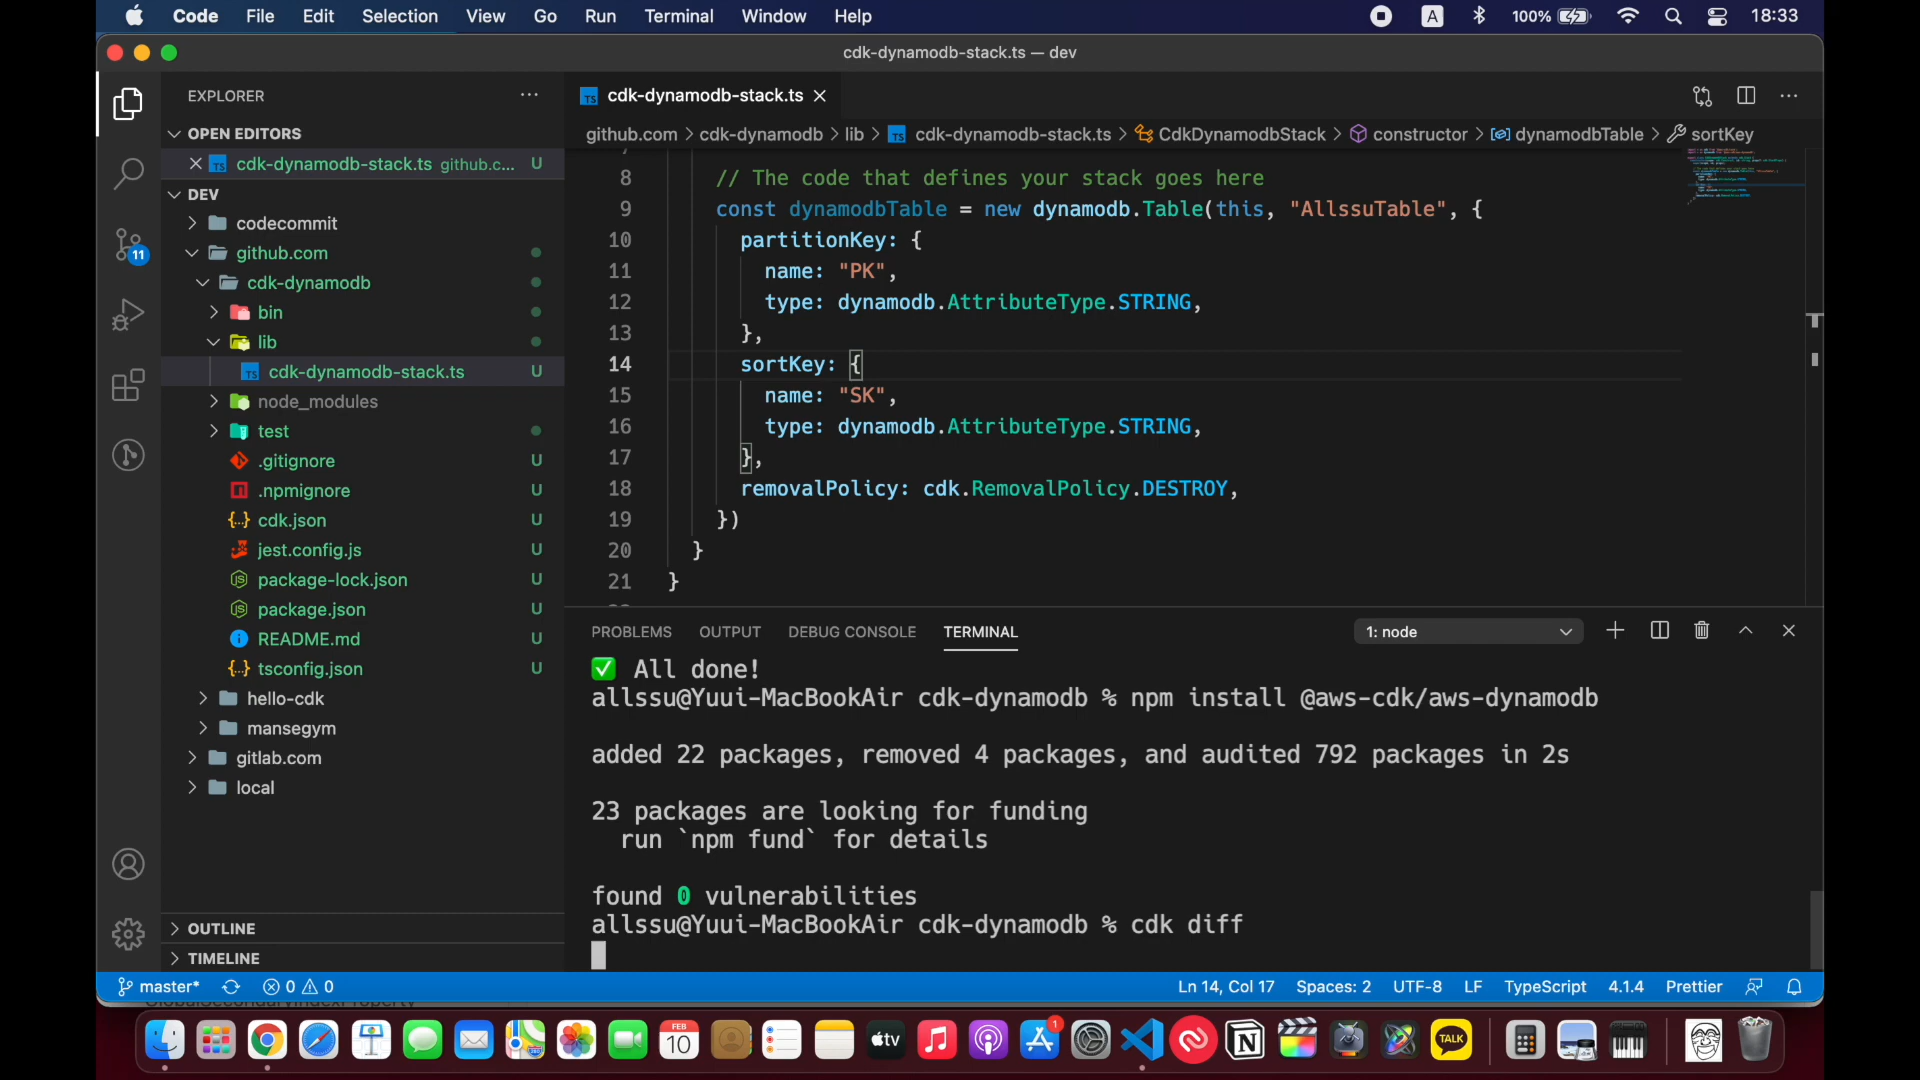 Code File Edit Selection View Go Run Terminal Window Help
A 100% 18:33
cdk-dynamodb-stack.ts — dev
EXPLORER
OPEN EDITORS
cdk-dynamodb-stack.ts github.c... U
DEV
codecommit
github.com
cdk-dynamodb
bin
lib
TS cdk-dynamodb-stack.ts U
node_modules
test
.gitignore U
.npmignore U
{..} cdk.json U
jest.config.js U
package-lock.json U
package.json U
README.md U
{..} tsconfig.json U
hello-cdk
mansegym
gitlab.com
local
OUTLINE
TIMELINE
11
TS cdk-dynamodb-stack.ts
github.com > cdk-dynamodb > lib > TS cdk-dynamodb-stack.ts > CdkDynamodbStack > constructor > dynamodbTable > sortKey
8 // The code that defines your stack goes here
9 const dynamodbTable = new dynamodb.Table(this, "AllssuTable", {
10 partitionKey: {
11 name: "PK",
12 type: dynamodb.AttributeType.STRING,
13 },
14 sortKey: {
15 name: "SK",
16 type: dynamodb.AttributeType.STRING,
17 },
18 removalPolicy: cdk.RemovalPolicy.DESTROY,
19 })
20 }
21 }
PROBLEMS OUTPUT DEBUG CONSOLE TERMINAL
1: node
✅ All done!
allssu@Yuui-MacBookAir cdk-dynamodb % npm install @aws-cdk/aws-dynamodb
added 22 packages, removed 4 packages, and audited 792 packages in 2s
23 packages are looking for funding
run `npm fund` for details
found 0 vulnerabilities
allssu@Yuui-MacBookAir cdk-dynamodb % cdk diff
master* 0 0 Ln 14, Col 17 Spaces: 2 UTF-8 LF TypeScript 4.1.4 Prettier
FEB
10
tv
1
TALK